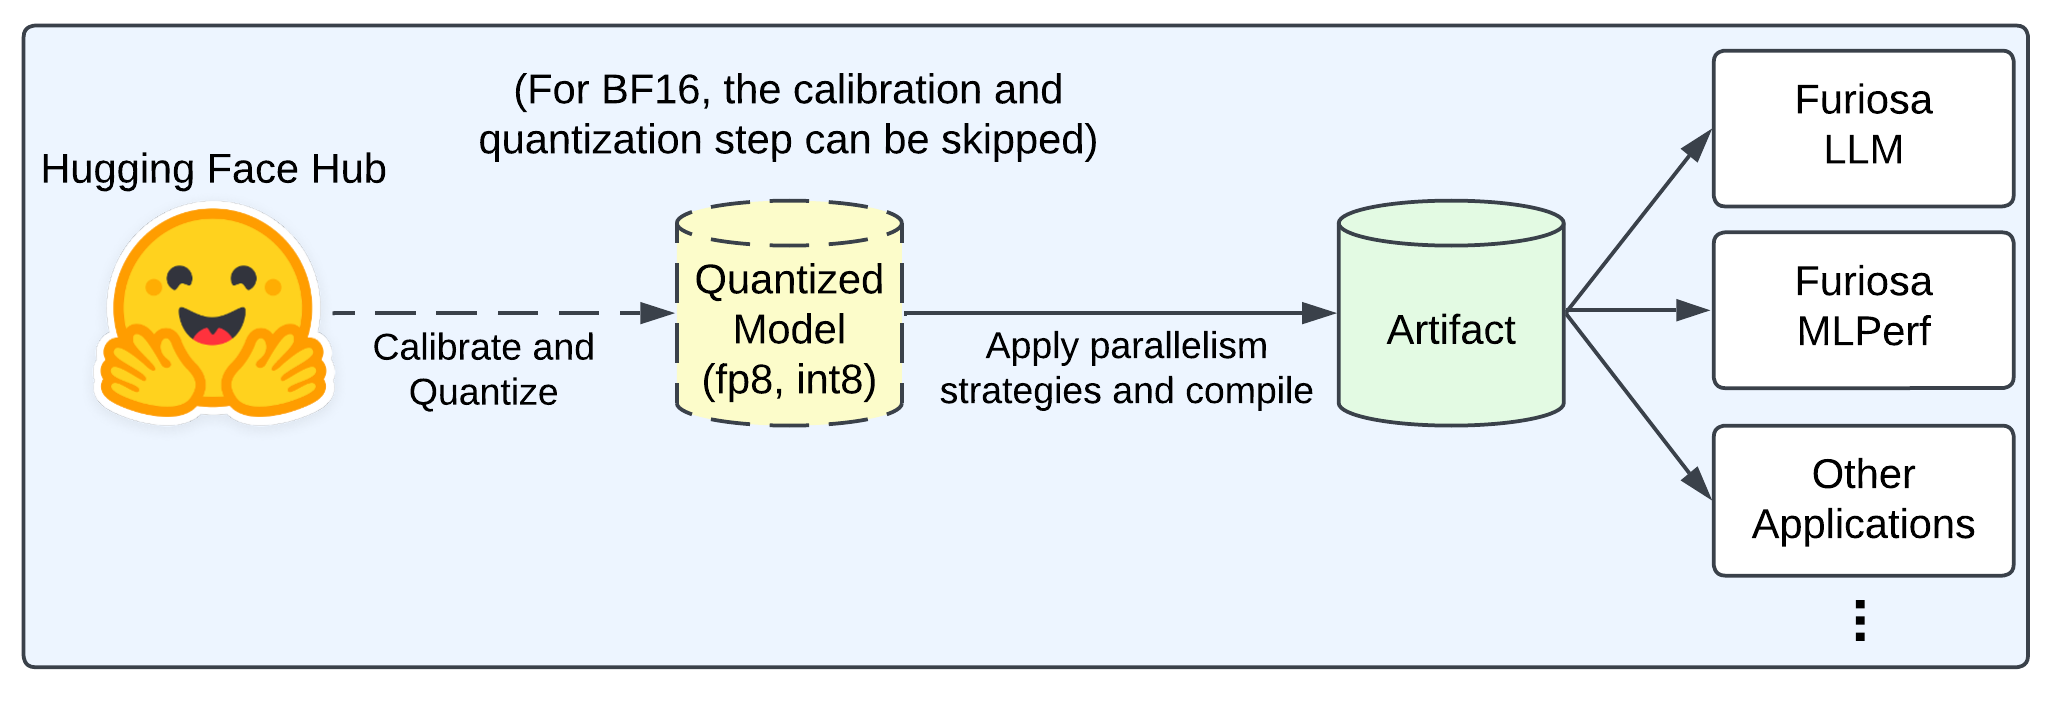 (For BF16, the calibration and
quantization step can be skipped)
Hugging Face Hub
Calibrate and
Quantize
Quantized
Model
(fp8, int8)
Apply parallelism
strategies and compile
Artifact
Furiosa
LLM
Furiosa
MLPerf
Other
Applications